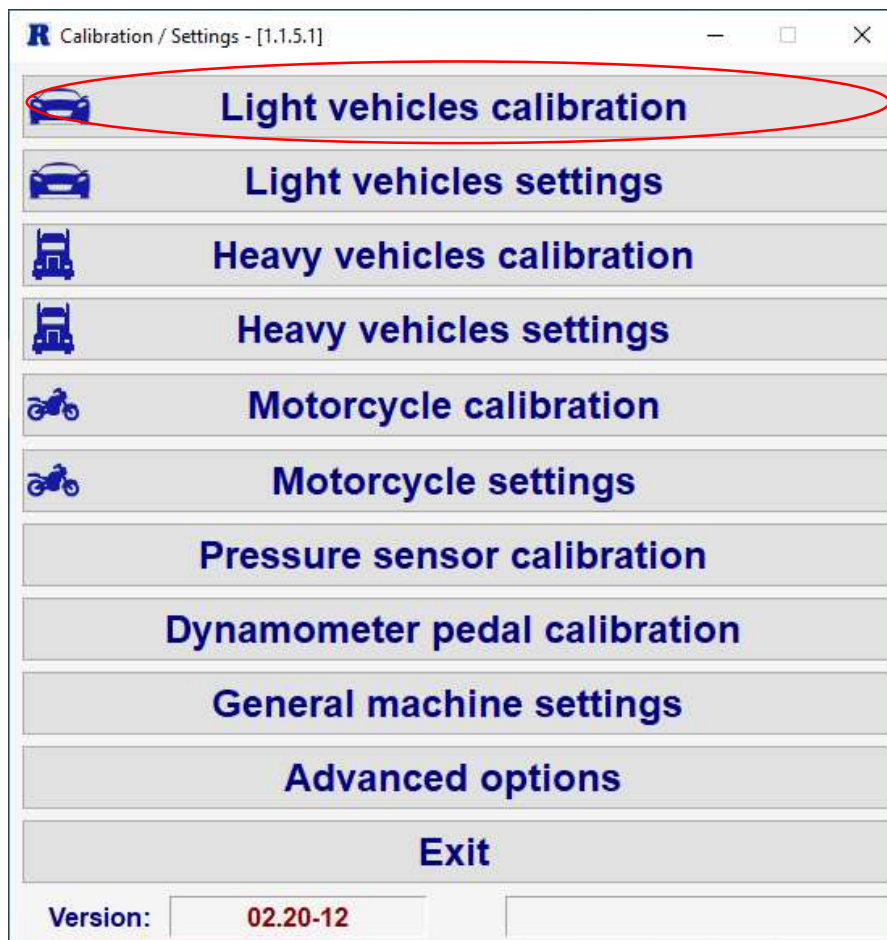 R Calibration / Settings - [1.1.5.1]
Light vehicles calibration
Light vehicles settings
Heavy vehicles calibration
Heavy vehicles settings
Motorcycle calibration
Motorcycle settings
Pressure sensor calibration
Dynamometer pedal calibration
General machine settings
Advanced options
Exit
Version: 02.20-12